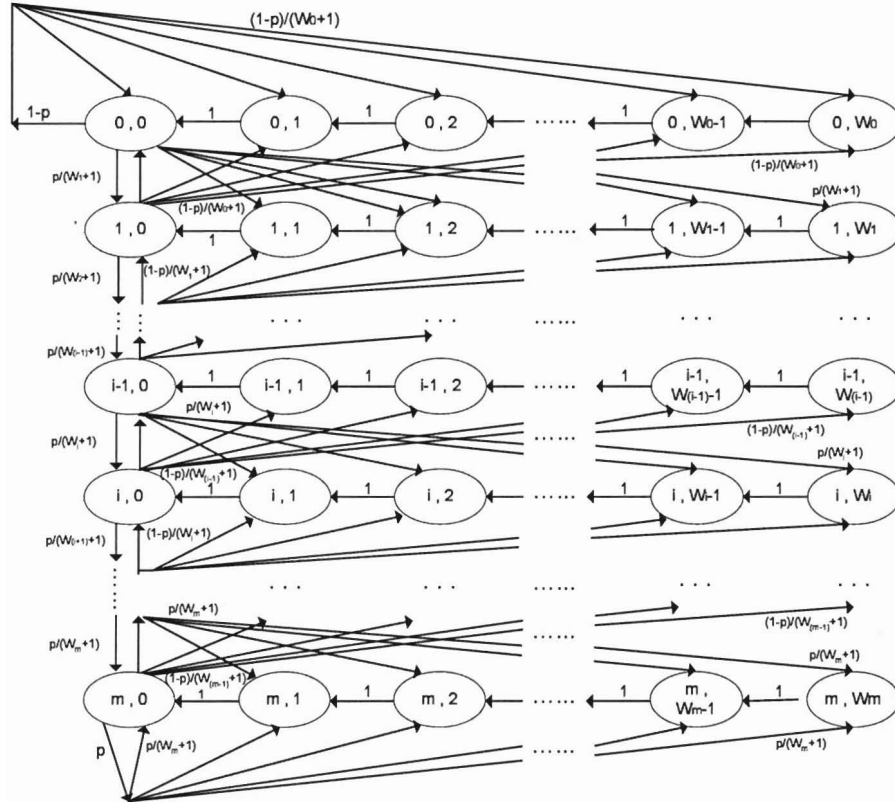 (1-p)/(W0+1)
1-p
0 , 0 1 0 , 1 1 0 , 2 ...... 1 0 , W0-1 0 , W0
p/(W1+1) (1-p)/(W0+1)
(1-p)/(W0+1) p/(W1+1)
1 , 0 1 1 , 1 1 1 , 2 ...... 1 1 , W1-1 1 1 , W1
p/(W2+1) (1-p)/(W1+1)
...... ... ... ...... ... ...
p/(W(i-1)+1)
i-1, 0 1 i-1, 1 1 i-1, 2 ...... 1 i-1, W(i-1)-1 1 i-1, W(i-1)
p/(Wi+1)
p/(Wi+1) ...... (1-p)/(W(i-1)+1)
(1-p)/(W(i-1)+1) p/(Wi+1)
i , 0 1 i , 1 1 i , 2 ...... 1 i , Wi-1 1 i , Wi
p/(W(i+1)+1) (1-p)/(Wi+1)
...... ... ... ...... ... ...
p/(Wm+1)
p/(Wm+1) ...... (1-p)/(W(m-1)+1)
(1-p)/(W(m-1)+1) p/(Wm+1)
m , 0 1 m , 1 1 m , 2 ...... 1 m , Wm-1 1 m , Wm
p p/(Wm+1) ...... p/(Wm+1)